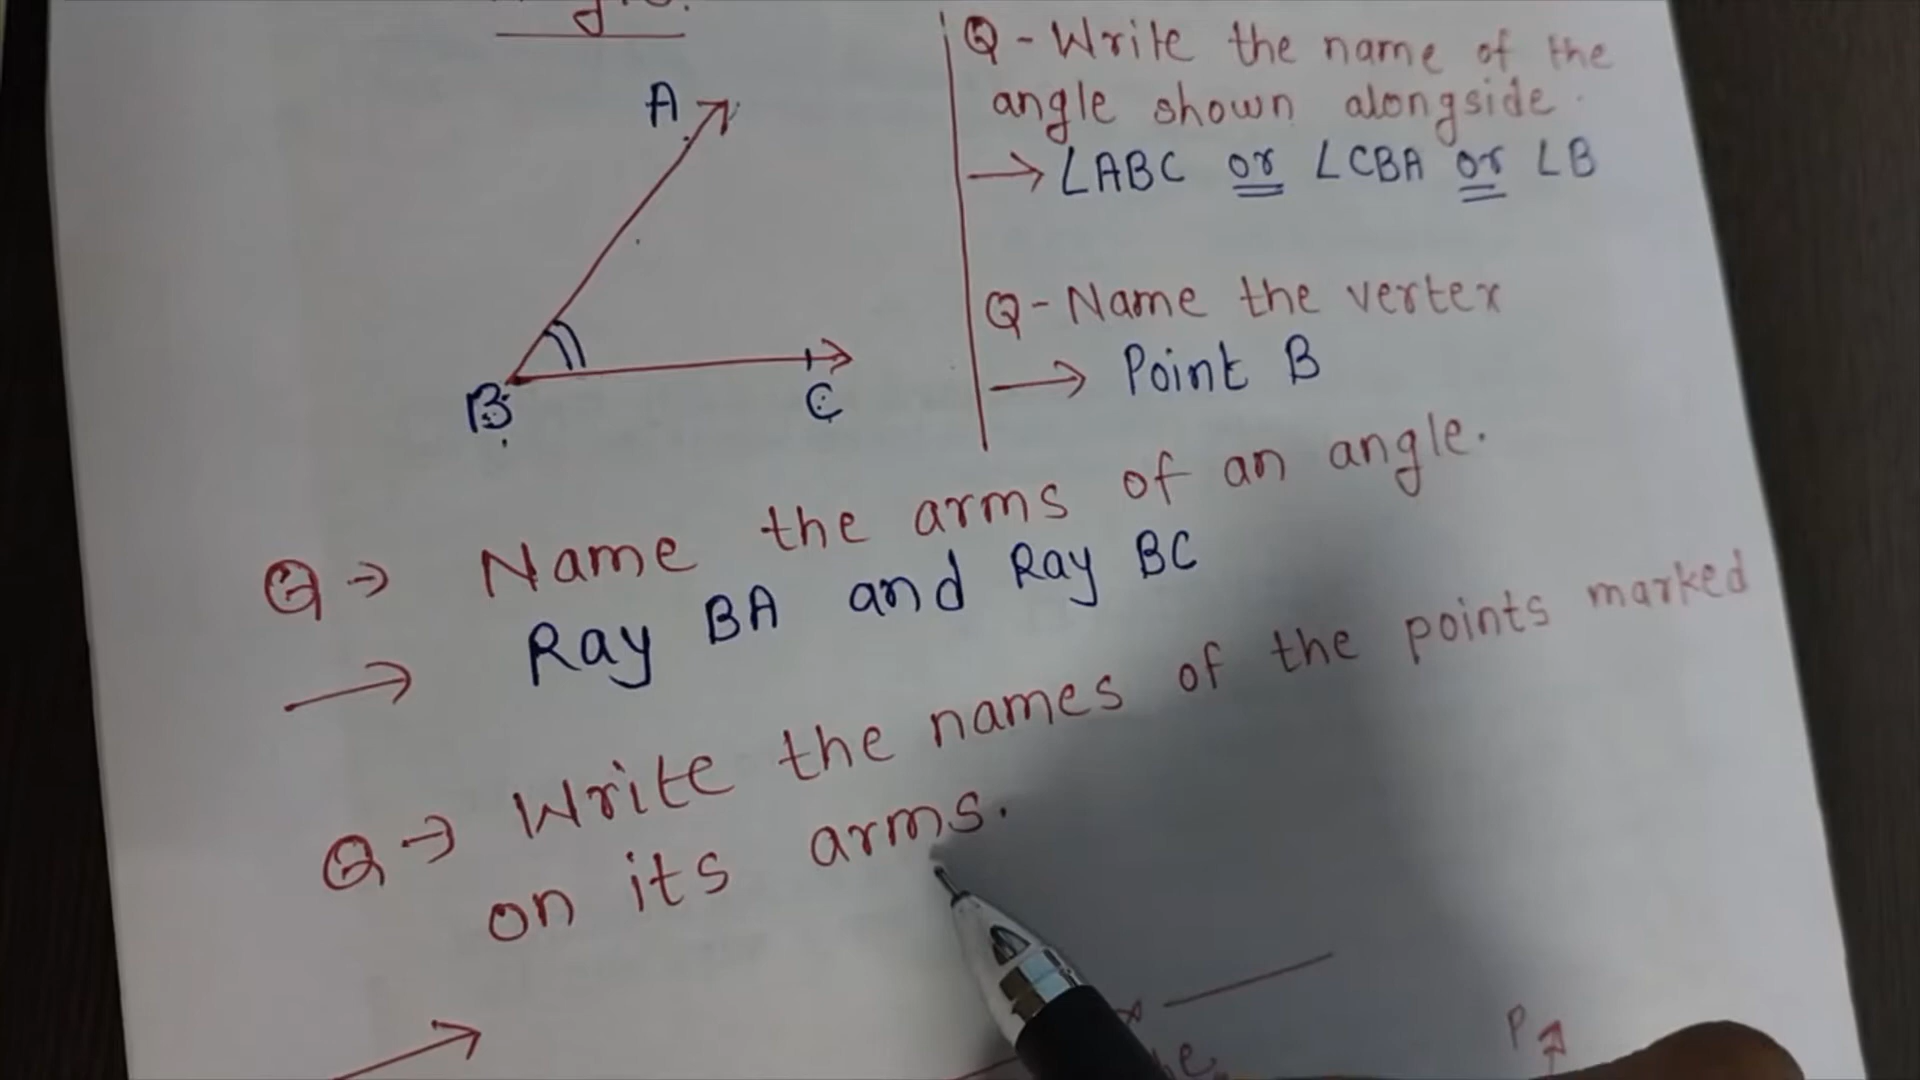 A
B
C
Q - Write the name of the
angle shown alongside.
→ ∠ABC or ∠CBA or ∠B
Q - Name the vertex
→ Point B
Q → Name the arms of an angle.
→ Ray BA and Ray BC
Q → Write the names of the points marked
on its arms.
→
P